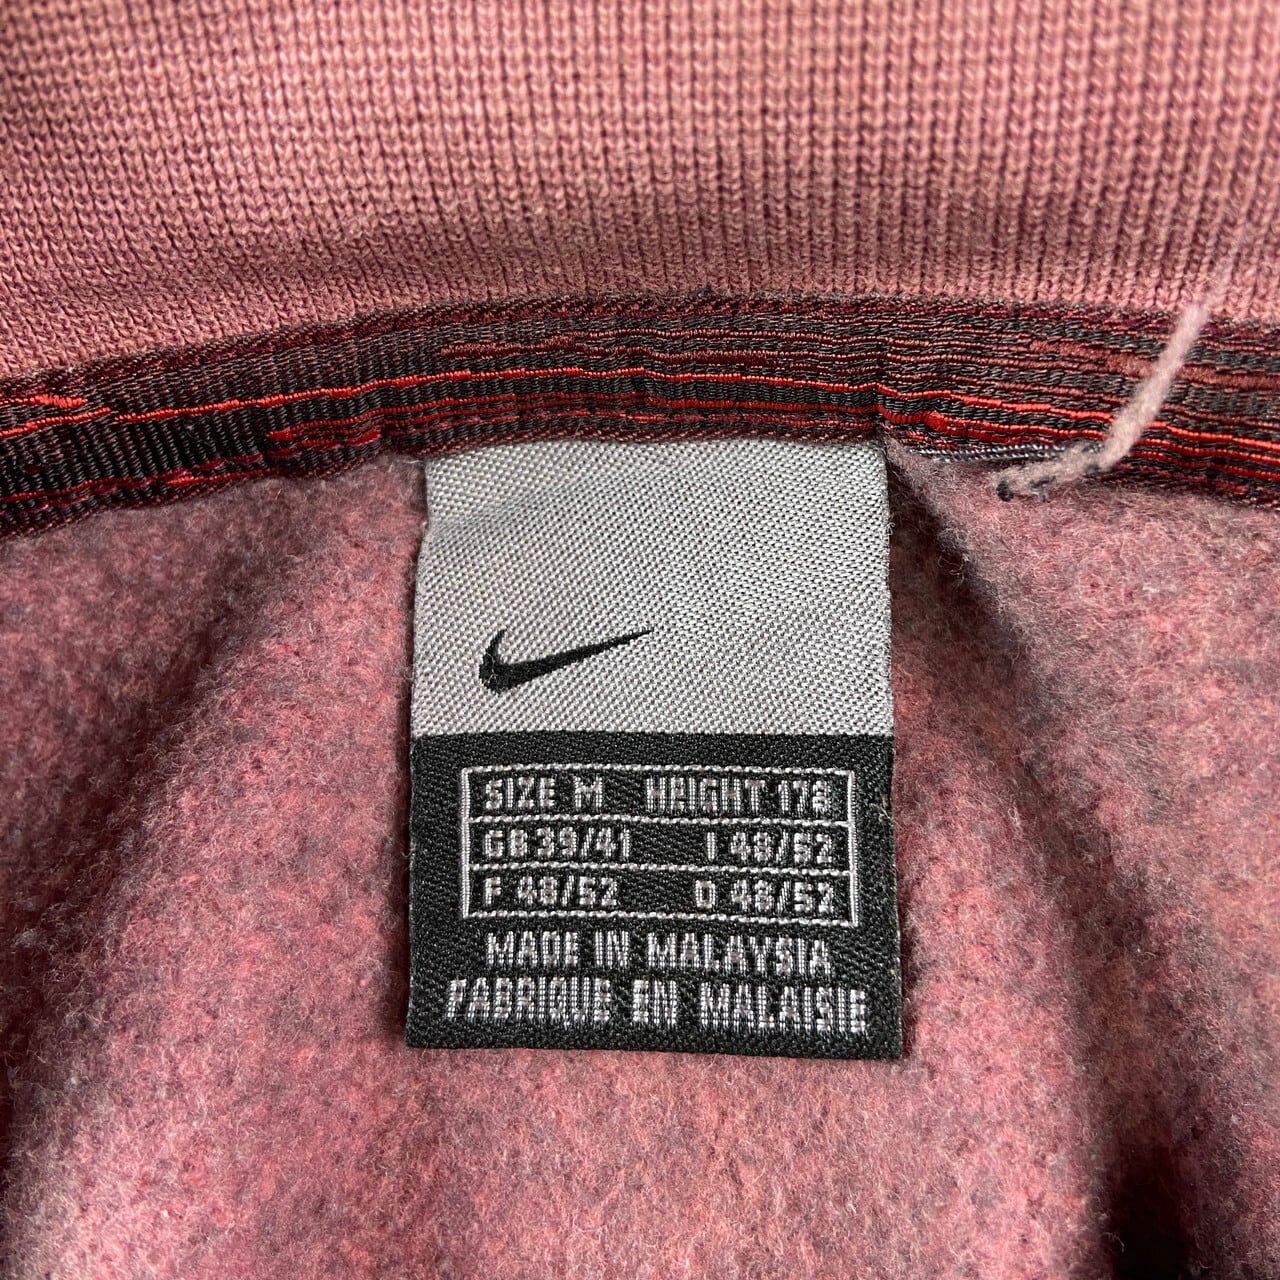 SIZE M HEIGHT 178
GB 39/41 I 48/52
F 48/52 D 48/52
MADE IN MALAYSIA
FABRIQUE EN MALAISIE